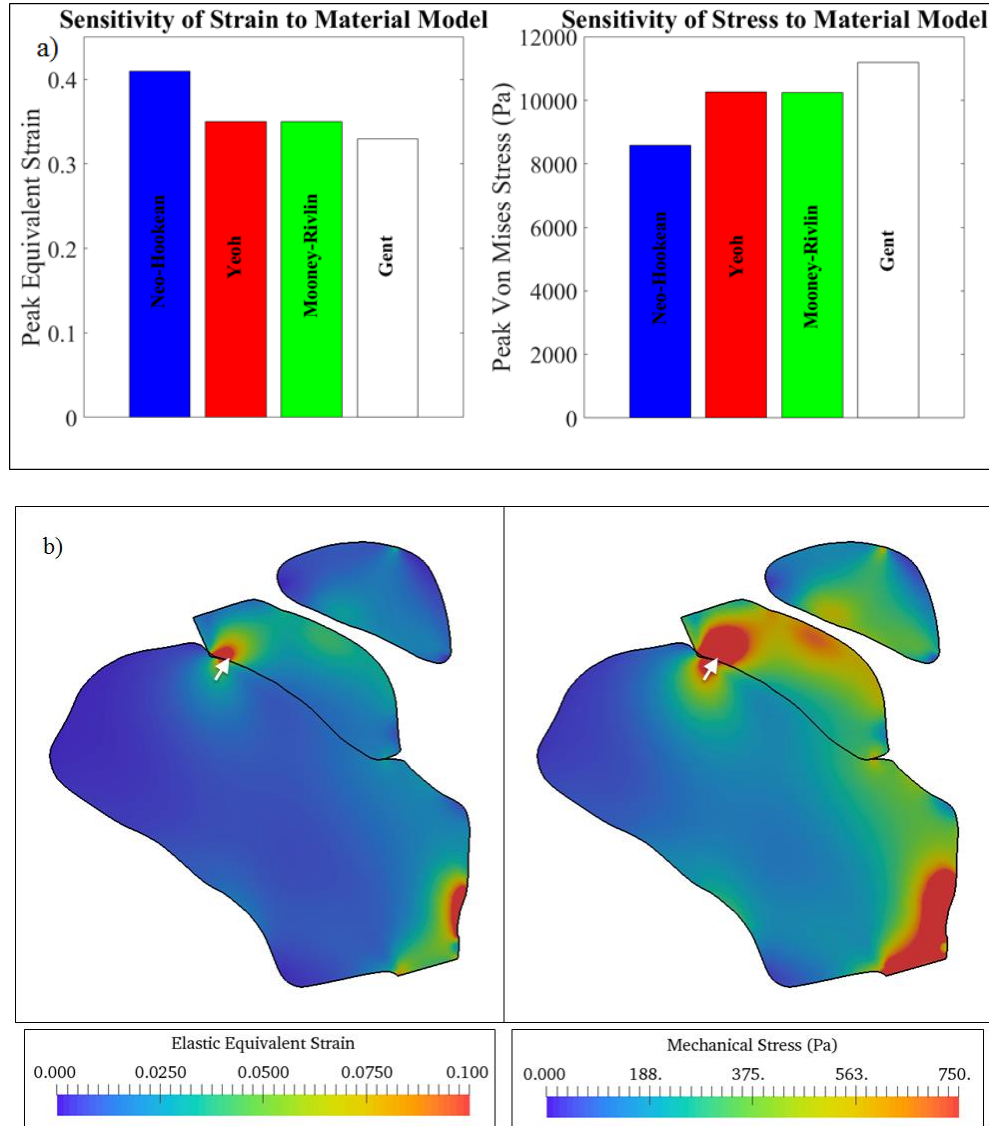 Sensitivity of Strain to Material Model
a)
Peak Equivalent Strain
0.4
0.3
0.2
0.1
0
Neo-Hookean
Yeoh
Mooney-Rivlin
Gent
Sensitivity of Stress to Material Model
Peak Von Mises Stress (Pa)
12000
10000
8000
6000
4000
2000
0
Neo-Hookean
Yeoh
Mooney-Rivlin
Gent
b)
Elastic Equivalent Strain
0.000 0.0250 0.0500 0.0750 0.100
Mechanical Stress (Pa)
0.000 188. 375. 563. 750.